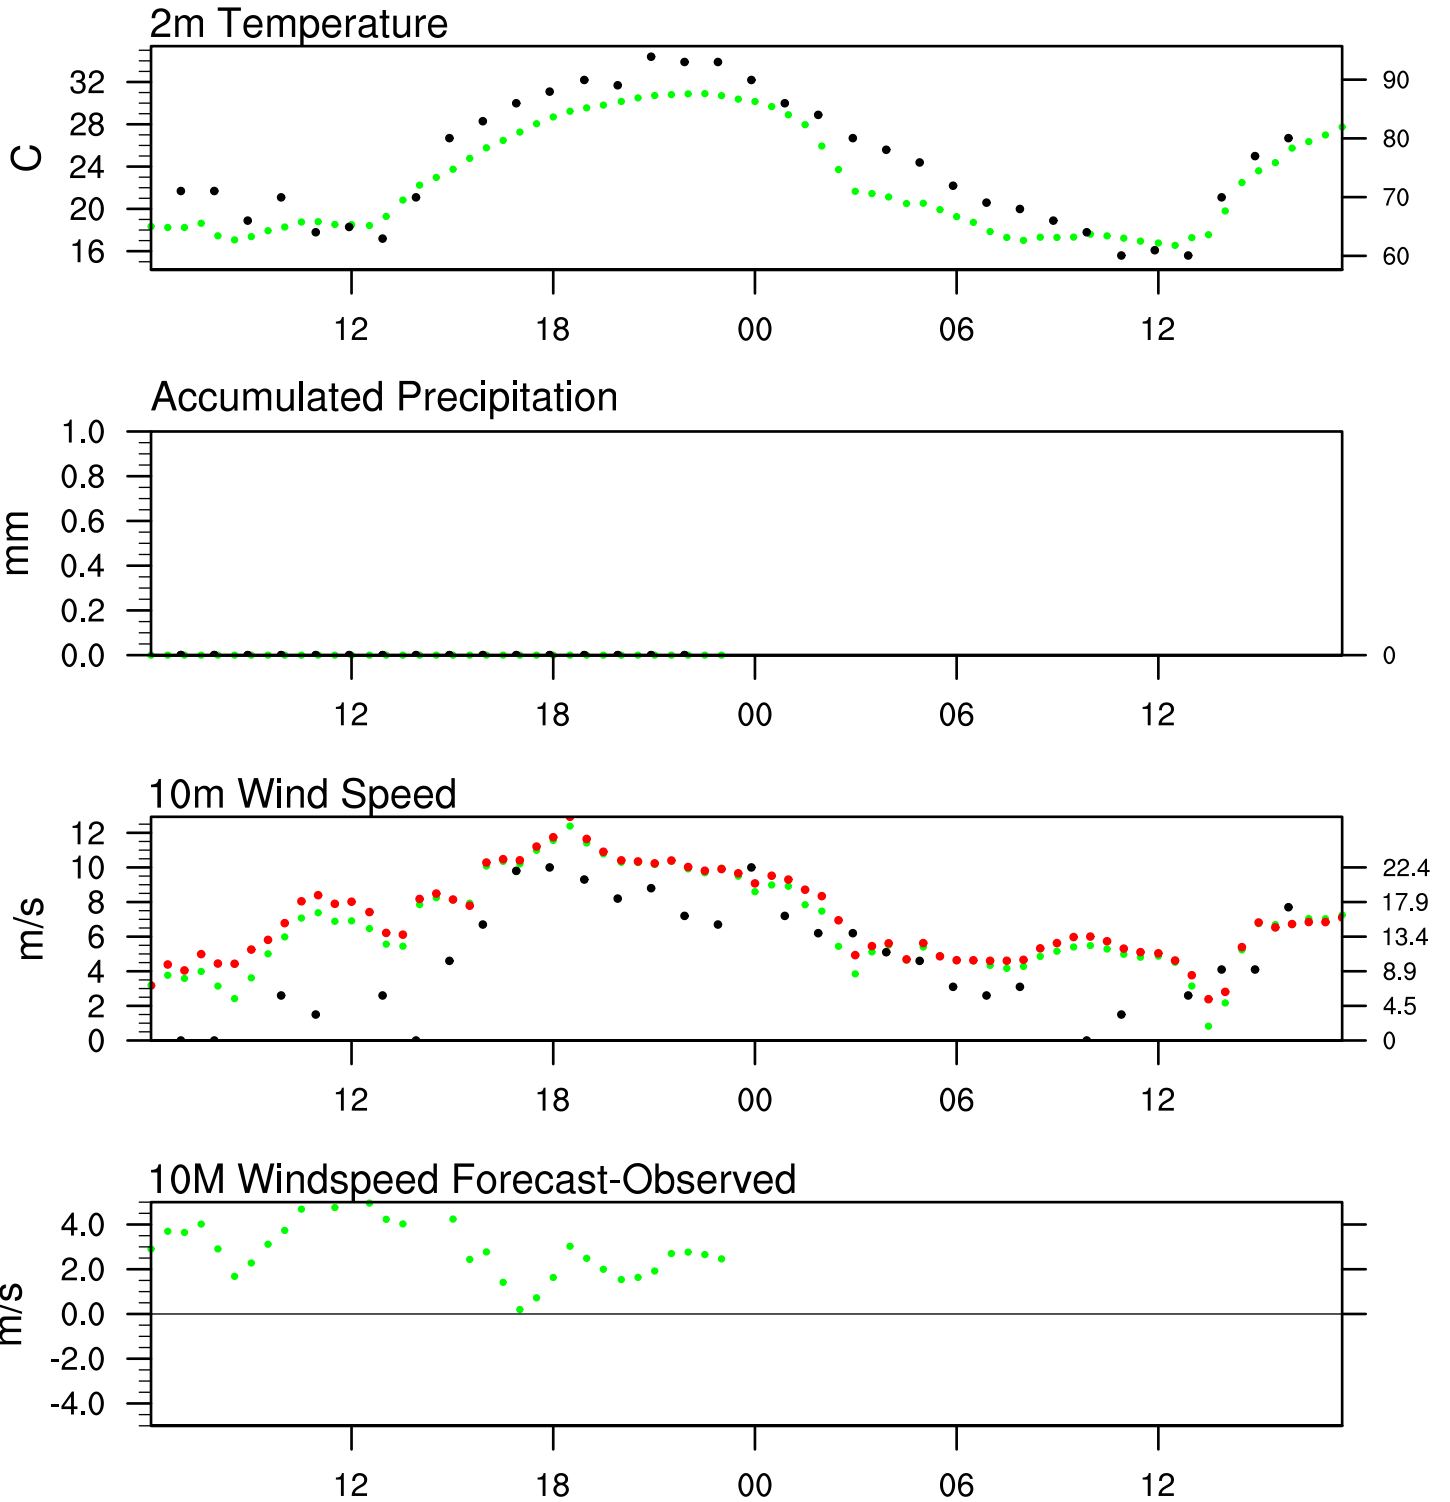 2m Temperature
32
28
24
20
16
C
90
80
70
60
12 18 00 06 12
Accumulated Precipitation
1.0
0.8
0.6
0.4
0.2
0.0
mm
0
12 18 00 06 12
10m Wind Speed
12
10
8
6
4
2
0
m/s
22.4
17.9
13.4
8.9
4.5
0
12 18 00 06 12
10M Windspeed Forecast-Observed
4.0
2.0
0.0
-2.0
-4.0
m/s
12 18 00 06 12